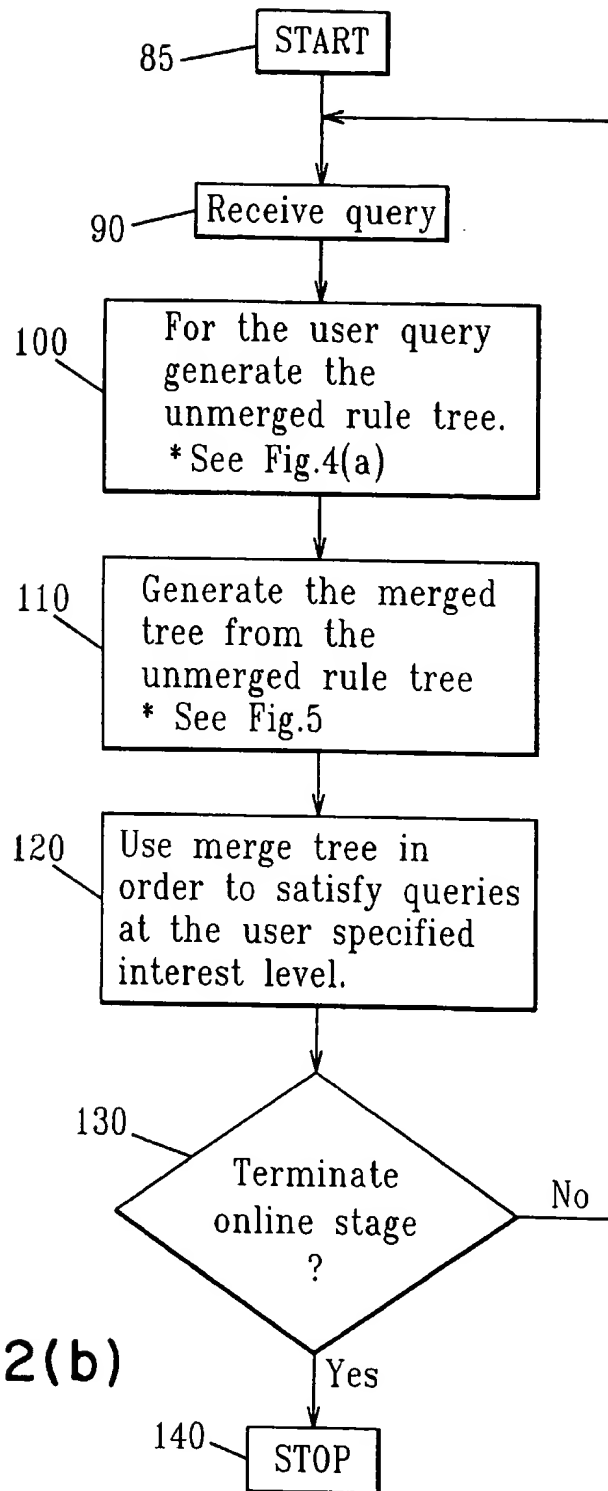 85
START
90
Receive query
100
For the user query
generate the
unmerged rule tree.
* See Fig.4(a)
110
Generate the merged
tree from the
unmerged rule tree
* See Fig.5
120
Use merge tree in
order to satisfy queries
at the user specified
interest level.
130
Terminate
online stage
?
No
2(b)
Yes
140
STOP